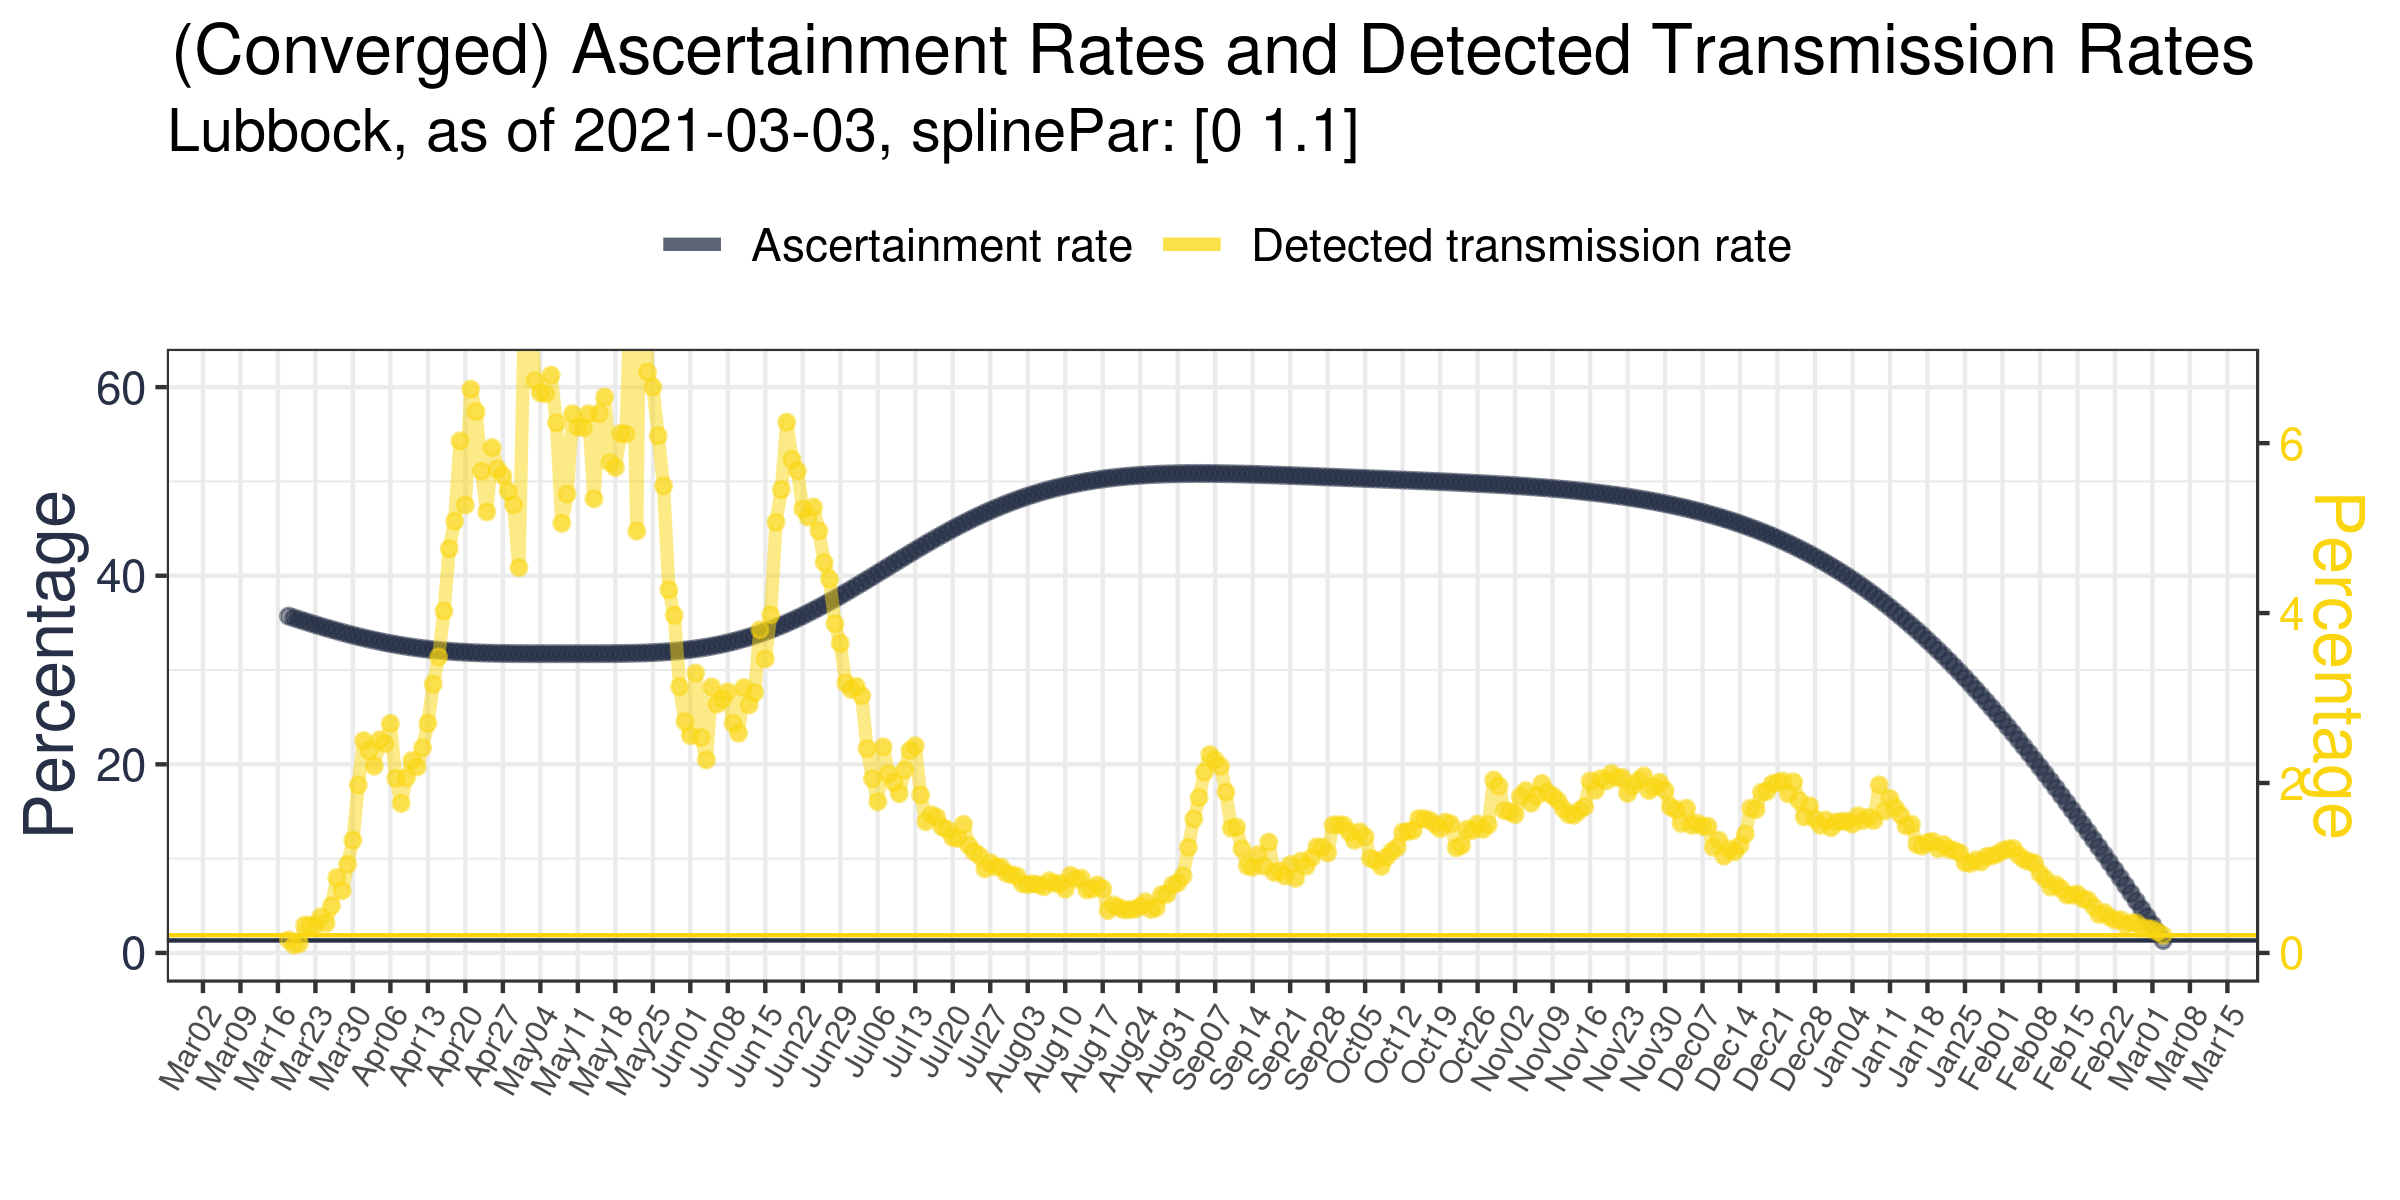 (Converged) Ascertainment Rates and Detected Transmission Rates
Lubbock, as of 2021-03-03, splinePar: [0 1.1]
Ascertainment rate
Detected transmission rate
Percentage
60
40
20
0
Percentage
6
4
2
0
Mar02
Mar09
Mar16
Mar23
Mar30
Apr06
Apr13
Apr20
Apr27
May04
May11
May18
May25
Jun01
Jun08
Jun15
Jun22
Jun29
Jul06
Jul13
Jul20
Jul27
Aug03
Aug10
Aug17
Aug24
Aug31
Sep07
Sep14
Sep21
Sep28
Oct05
Oct12
Oct19
Oct26
Nov02
Nov09
Nov16
Nov23
Nov30
Dec07
Dec14
Dec21
Dec28
Jan04
Jan11
Jan18
Jan25
Feb01
Feb08
Feb15
Feb22
Mar01
Mar08
Mar15